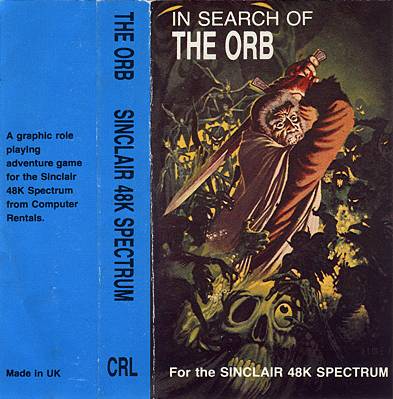 A graphic role
playing
adventure game
for the Sinclair
48K Spectrum
from Computer
Rentals.
Made in UK
THE ORB SINCLAIR 48K SPECTRUM
CRL
IN SEARCH OF
THE ORB
For the SINCLAIR 48K SPECTRUM